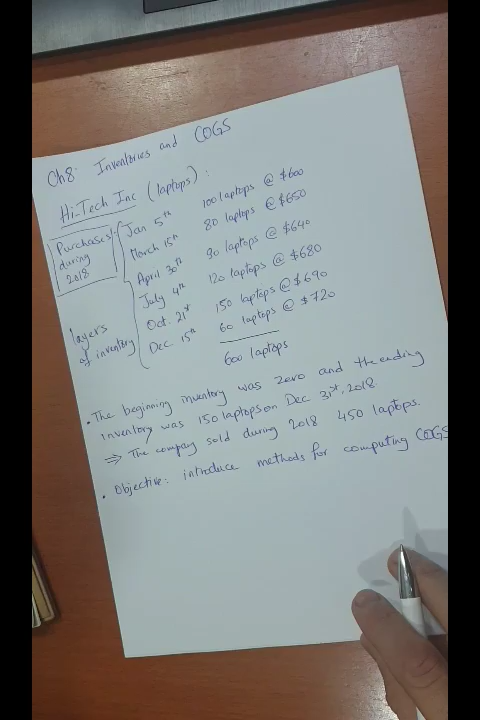 Ch8: Inventories and COGS
Hi-Tech Inc (laptops):
Purchases during 2018
Jan 5th 100 laptops @ $600
March 15th 80 laptops @ $650
April 30th 90 laptops @ $640
July 4th 120 laptops @ $680
Oct. 21st 150 laptops @ $690
Dec. 15th 60 laptops @ $720
600 laptops
layers of inventory
• The beginning inventory was zero and the ending
inventory was 150 laptops on Dec 31st, 2018.
⇒ The company sold during 2018 450 laptops.
• Objective: introduce methods for computing COGS